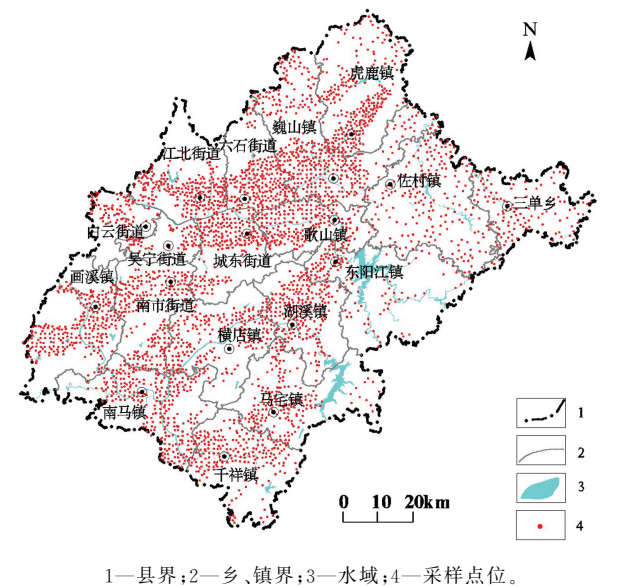 N
虎鹿镇
巍山镇
六石街道
江北街道
佐村镇
三单乡
白云街道
歌山镇
吴宁街道
城东街道
东阳江镇
画溪镇
南市街道
湖溪镇
横店镇
南马镇
马宅镇
千祥镇
0 10 20km
1
2
3
4
1—县界;2—乡、镇界;3—水域;4—采样点位。